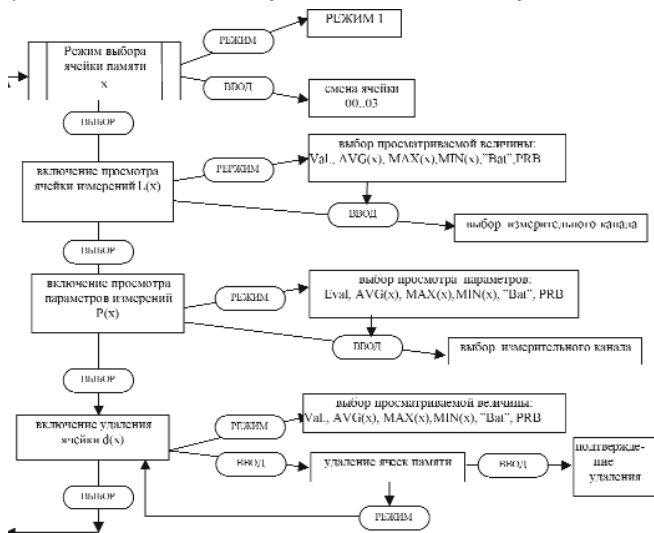 РЕЖИМ 1
РЕЖИМ
Режим выбора
ячейки памяти
x
ВВОД
смена ячейки
00..03
ВЫБОР
включение просмотра
ячейки измерений L(x)
РЕРЖИМ
выбор просматриваемой величины:
Val., AVG(x), MAX(x),MIN(x),"Bat",PRB
ВВОД
выбор измерительного канала
ВЫБОР
включение просмотра
параметров измерений
P(x)
РЕЖИМ
выбор просмотра параметров:
Eval, AVG(x), MAX(x),MIN(x), "Bat", PRB
ВВОД
выбор измерительного канала
ВЫБОР
включение удаления
ячейки d(x)
РЕЖИМ
выбор просматриваемой величины:
Val., AVG(x), MAX(x),MIN(x), "Bat", PRB
ВВОД
удаление ячеек памяти
ВВОД
подтвержде-
ние
удаления
ВЫБОР
РЕЖИМ